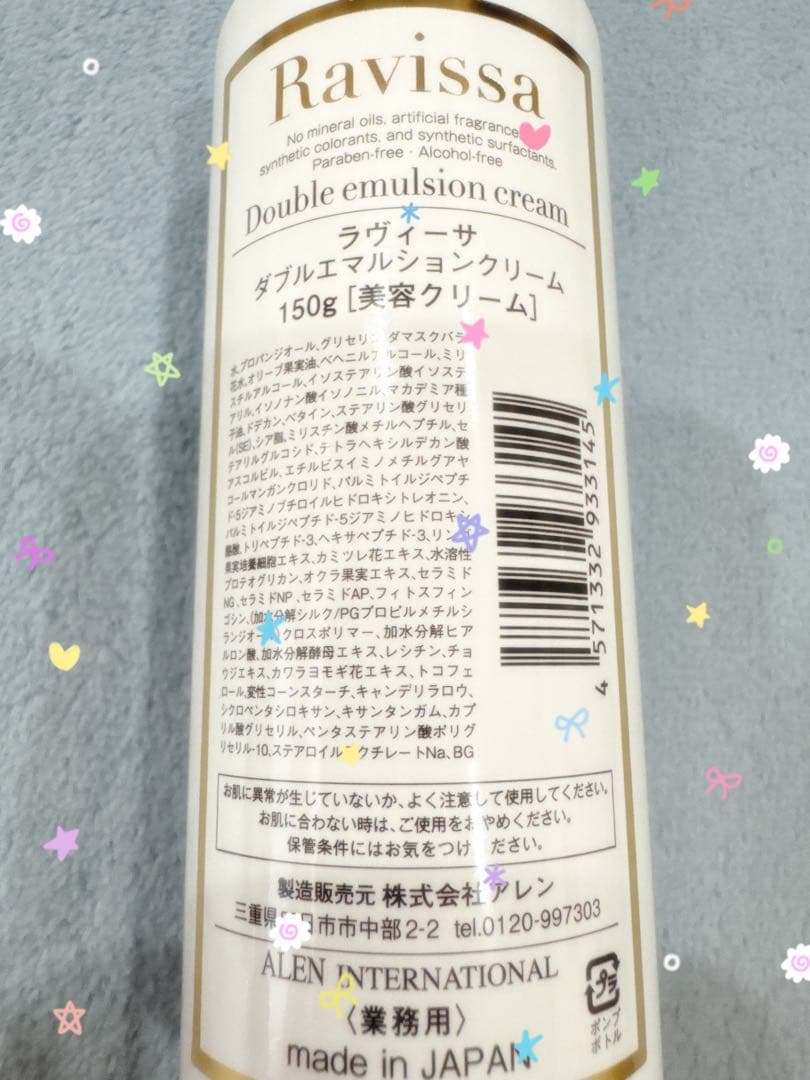 Ravissa
No mineral oils, artificial fragrance
synthetic colorants, and synthetic surfactants.
Paraben-free · Alcohol-free
Double emulsion cream
ラヴィーサ
ダブルエマルションクリーム
150g [美容クリーム]
水、プロパンジオール、グリセリン、ダマスクバラ
花水、オリーブ果実油、ベヘニルアルコール、ミリ
スチルアルコール、イソステアリン酸イソステ
アリル、イソノナン酸イソノニル、マカデミア種
子油、ドデカン、ベタイン、ステアリン酸グリセリ
ル(SE)、シア脂、ミリスチン酸メチルヘプチル、セ
テアリルグルコシド、テトラヘキシルデカン酸
アスコルビル、エチルビスイミノメチルグアヤ
コールマンガンクロリド、パルミトイルジペプチ
ド-5ジアミノブチロイルヒドロキシトレオニン、
パルミトイルジペプチド-5ジアミノヒドロキシ
酪酸、トリペプチド-3、ヘキサペプチド-3、リンゴ
果実培養細胞エキス、カミツレ花エキス、水溶性
プロテオグリカン、オクラ果実エキス、セラミド
NG、セラミドNP、セラミドAP、フィトスフィン
ゴシン、(加水分解シルク/PGプロピルメチルシ
ランジオール)クロスポリマー、加水分解ヒア
ルロン酸、加水分解酵母エキス、レシチン、チョ
ウジエキス、カワラヨモギ花エキス、トコフェ
ロール、変性コーンスターチ、キャンデリラロウ、
シクロペンタシロキサン、キサンタンガム、カプ
リル酸グリセリル、ペンタステアリン酸ポリグ
リセリル-10、ステアロイルラクチレートNa、BG
4 571332 933145
お肌に異常が生じていないか、よく注意して使用してください。
お肌に合わない時は、ご使用をおやめください。
保管条件にはお気をつけください。
製造販売元 株式会社アレン
三重県 日市市中部2-2 tel.0120-997303
ALEN INTERNATIONAL
〈業務用〉
made in JAPAN
プラ
ポンプ
ボトル